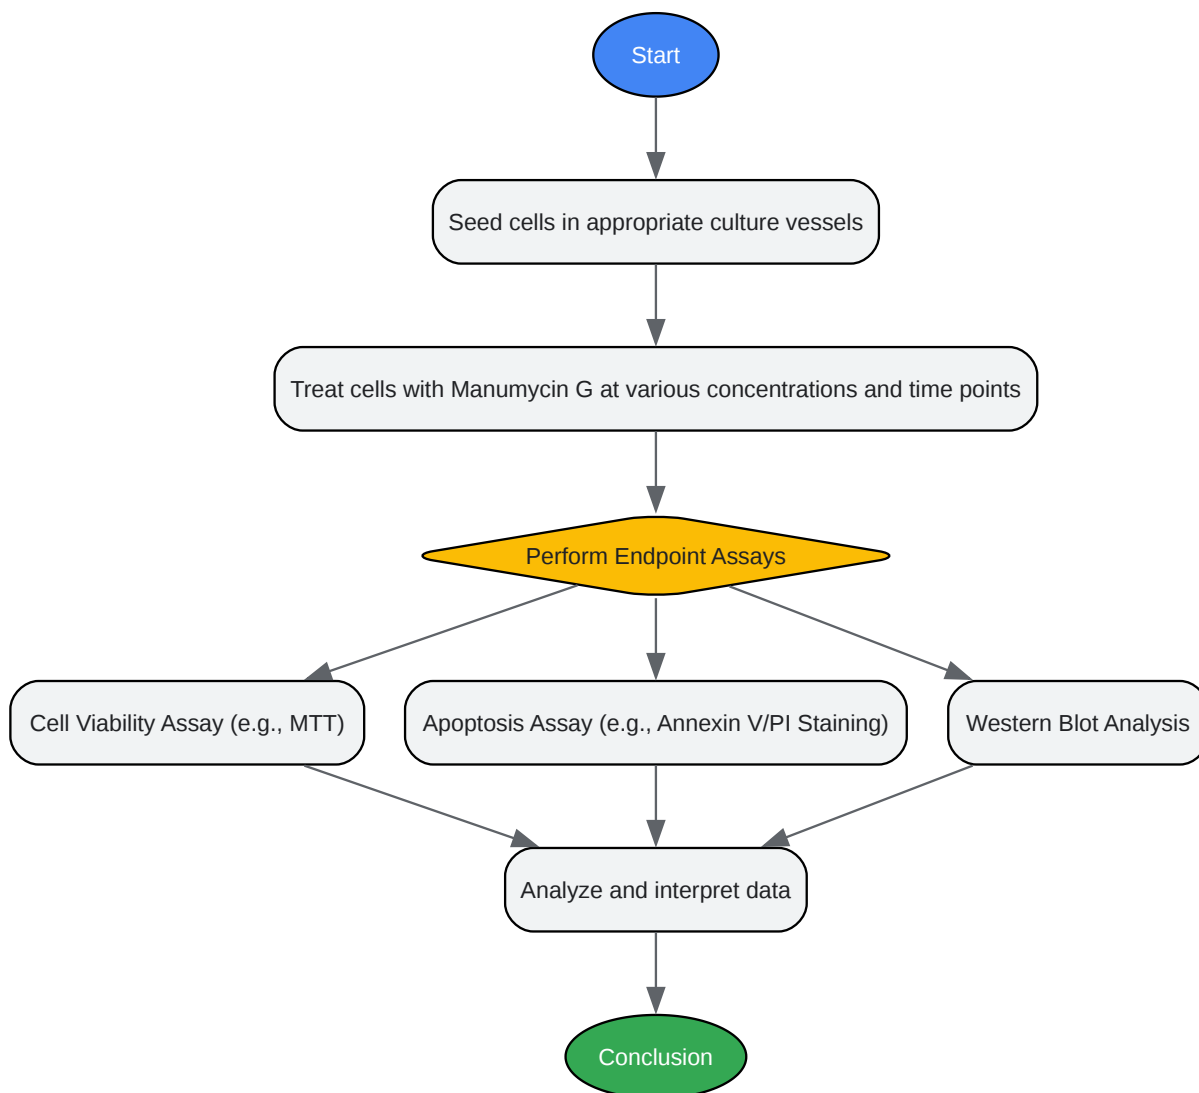 Start
Seed cells in appropriate culture vessels
Treat cells with Manumycin G at various concentrations and time points
Perform Endpoint Assays
Cell Viability Assay (e.g., MTT)
Apoptosis Assay (e.g., Annexin V/PI Staining)
Western Blot Analysis
Analyze and interpret data
Conclusion